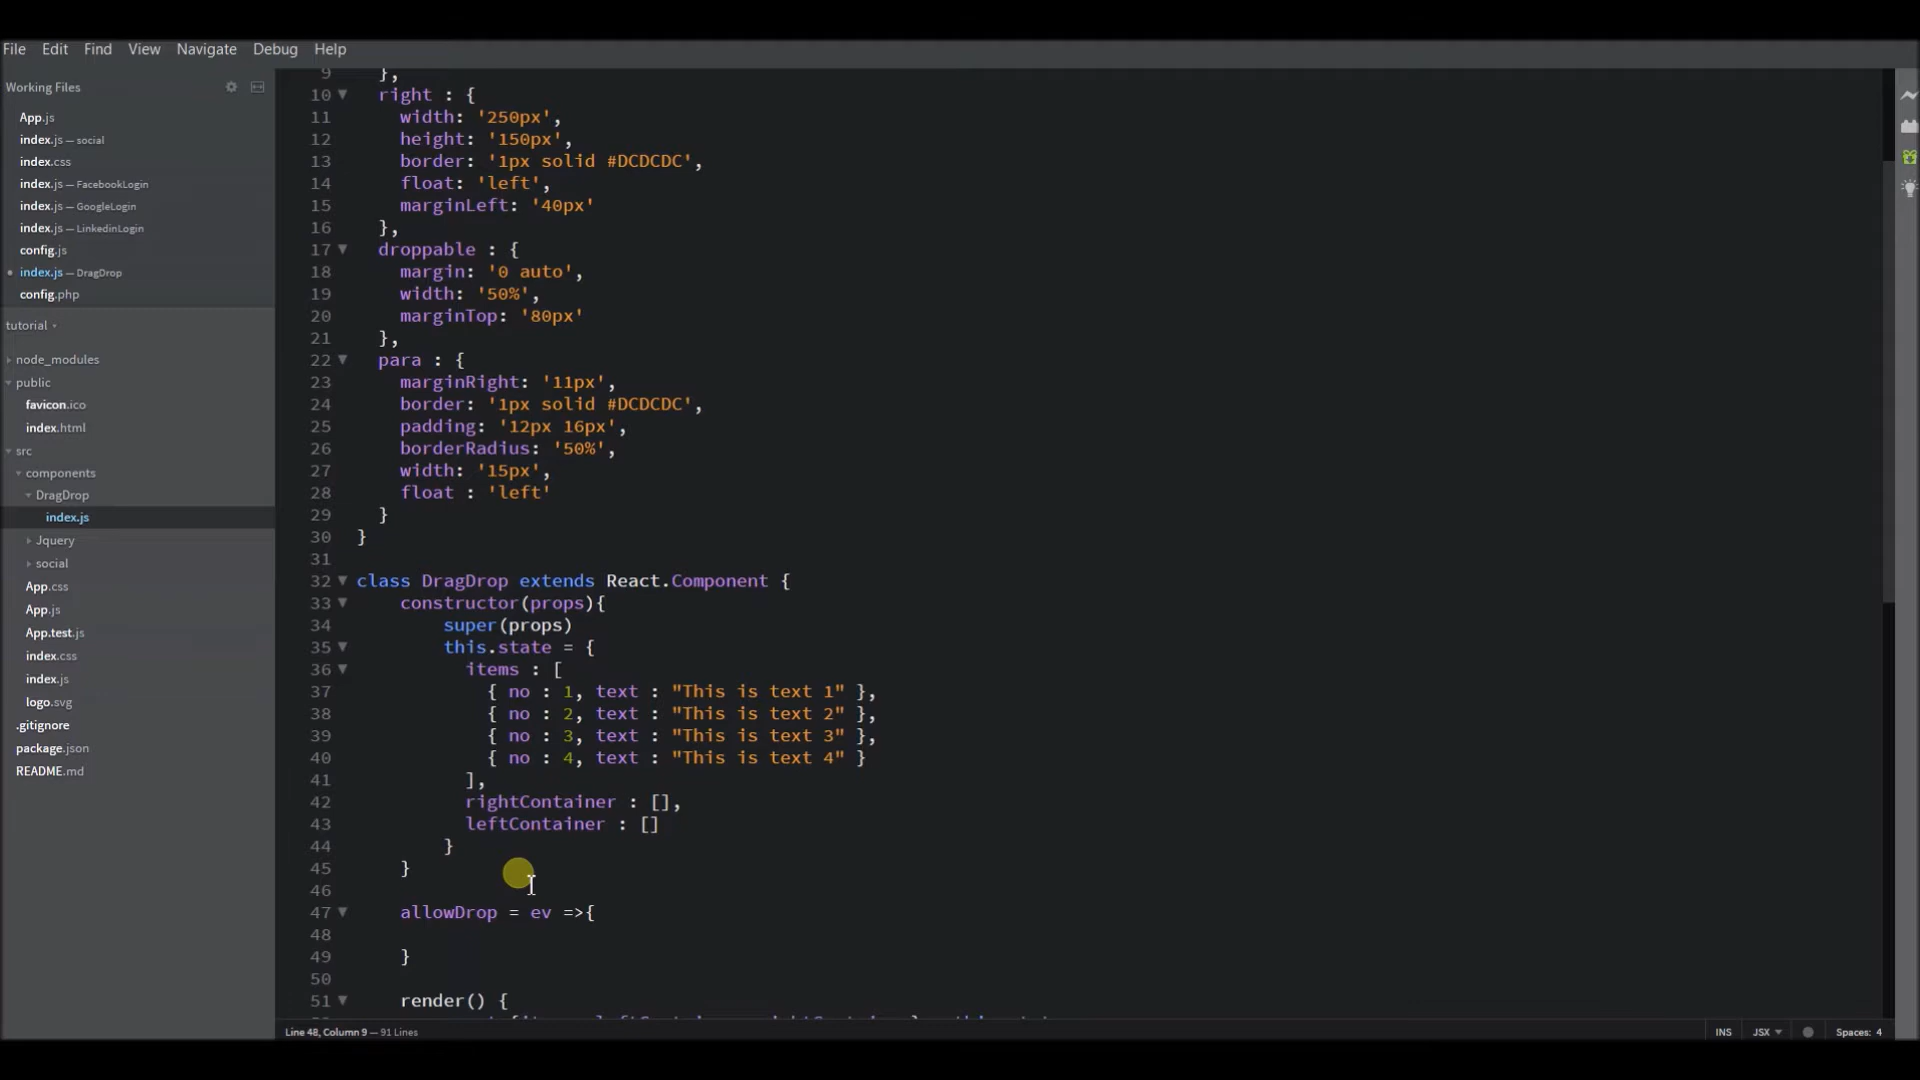 File Edit Find View Navigate Debug Help
Working Files
App.js
index.js — social
index.css
index.js — FacebookLogin
index.js — GoogleLogin
index.js — LinkedinLogin
config.js
index.js — DragDrop
config.php
tutorial
node_modules
public
favicon.ico
index.html
src
components
DragDrop
index.js
Jquery
social
App.css
App.js
App.test.js
index.css
index.js
logo.svg
.gitignore
package.json
README.md
9 },
10 right : {
11 width: '250px',
12 height: '150px',
13 border: '1px solid #DCDCDC',
14 float: 'left',
15 marginLeft: '40px'
16 },
17 droppable : {
18 margin: '0 auto',
19 width: '50%',
20 marginTop: '80px'
21 },
22 para : {
23 marginRight: '11px',
24 border: '1px solid #DCDCDC',
25 padding: '12px 16px',
26 borderRadius: '50%',
27 width: '15px',
28 float : 'left'
29 }
30 }
31
32 class DragDrop extends React.Component {
33 constructor(props){
34 super(props)
35 this.state = {
36 items : [
37 { no : 1, text : "This is text 1" },
38 { no : 2, text : "This is text 2" },
39 { no : 3, text : "This is text 3" },
40 { no : 4, text : "This is text 4" }
41 ],
42 rightContainer : [],
43 leftContainer : []
44 }
45 }
46
47 allowDrop = ev =>{
48
49 }
50
51 render() {
Line 48, Column 9 — 91 Lines
INS JSX Spaces: 4